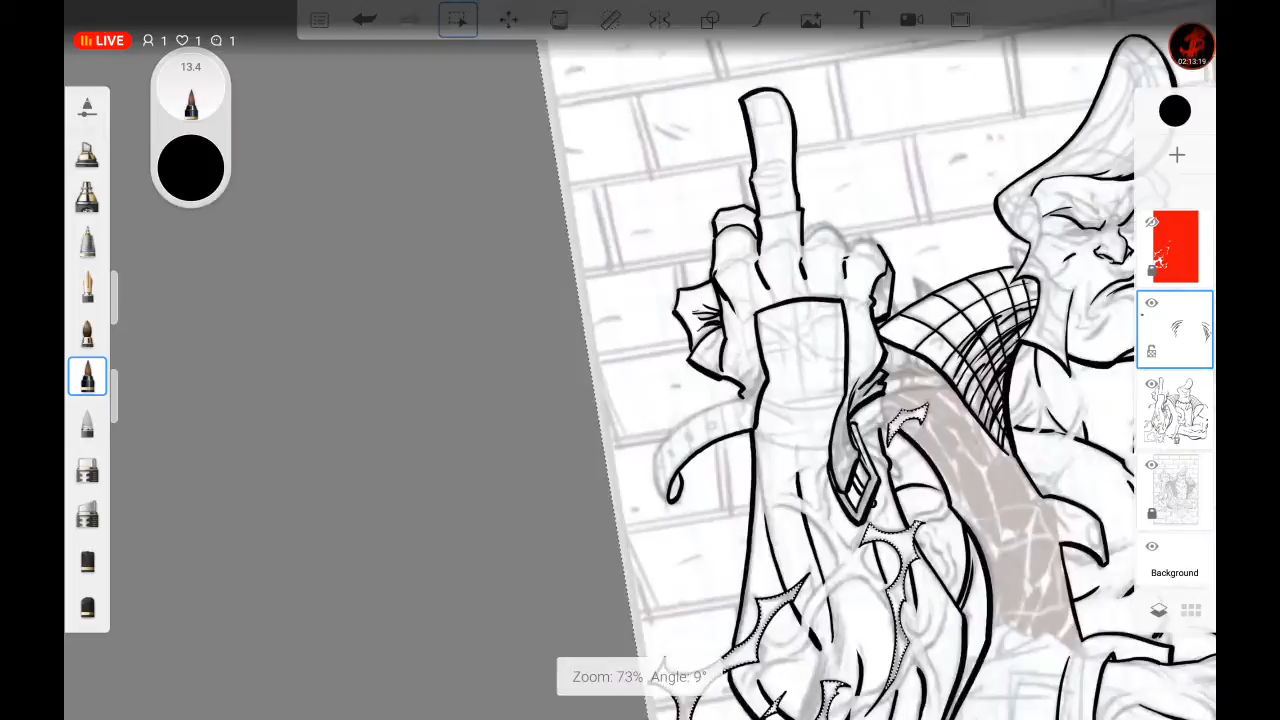 LIVE 1 1 1
02:13:19
13.4
T
Background
Zoom: 73% Angle: 9°